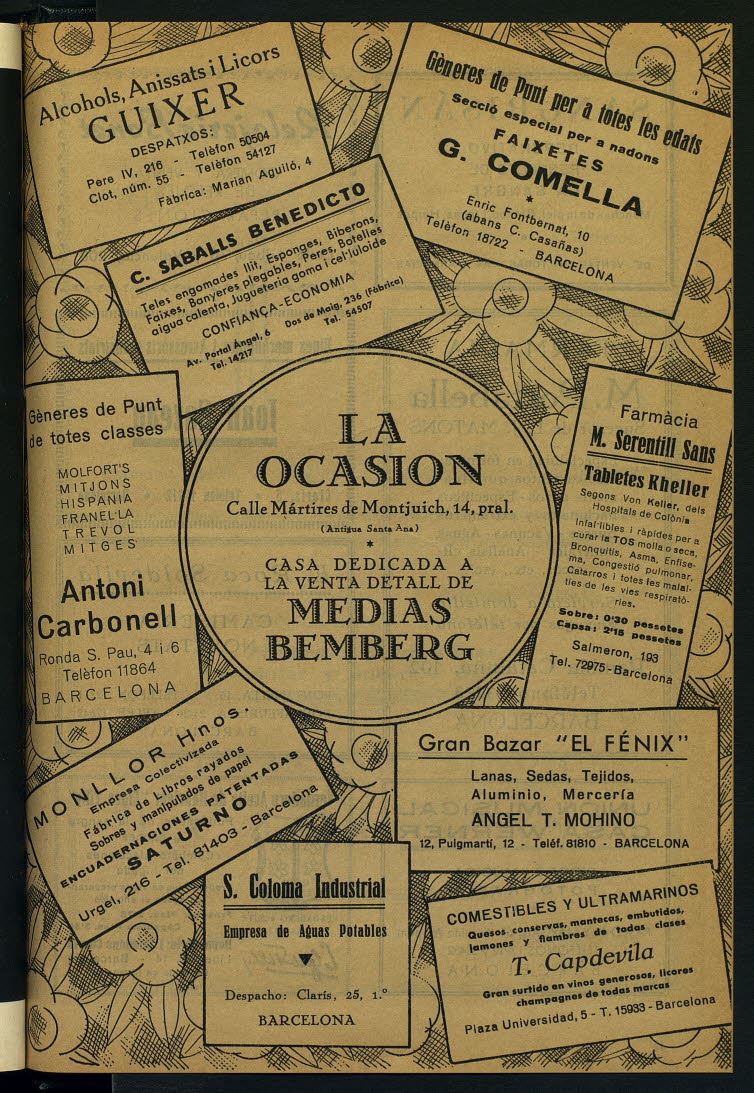 Alcohols, Anissats i Licors
GUIXER
DESPATXOS:
Pere IV, 216 - Telèfon 50504
Clot, núm. 55 - Telèfon 54127
Fàbrica: Marian Aguiló, 4
Gèneres de Punt per a totes les edats
Secció especial per a nadons
FAIXETES
G. COMELLA
*
Enric Fontbernat, 10
(abans C. Casañas)
Telèfon 18722 - BARCELONA
C. SABALLS BENEDICTO
Teles engomades llit, Esponges, Biberons,
Faixes, Banyeres plegables, Peres, Botelles
aigua calenta, Jugueteria goma i cel·luloide
CONFIANÇA-ECONOMIA
Av. Portal Ángel, 6 Dos de Maig, 236 (Fàbrica)
Tel. 14217 Tel. 54507
Gèneres de Punt
de totes classes
MOLFORT'S
MITJONS
HISPANIA
FRANEL·LA
TREVOL
MITGES
Antoni
Carbonell
Ronda S. Pau, 4 i 6
Telèfon 11864
BARCELONA
LA
OCASION
Calle Mártires de Montjuich, 14, pral.
(Antigua Santa Ana)
*
CASA DEDICADA A
LA VENTA DETALL DE
MEDIAS
BEMBERG
Farmàcia
M. Serentill Sans
Tabletes Kheller
Segons Von Keller, dels
Hospitals de Colònia
Infal·libles i ràpides per a
curar la TOS molla o seca,
Bronquitis, Asma, Enfise-
ma, Congestió pulmonar,
Catarros i totes les malal-
ties de les vies respiratò-
ries.
Sobre: 0'30 pessetes
Capsa: 2'15 pessetes
Salmeron, 193
Tel. 72975-Barcelona
MONLLOR Hnos.
Empresa Colectivizada
Fábrica de Libros rayados
Sobres y manipulados de papel
ENCUADERNACIONES PATENTADAS
SATURNO
Urgel, 216 - Tel. 81403 - Barcelona
Gran Bazar "EL FÉNIX"
Lanas, Sedas, Tejidos,
Aluminio, Mercería
ANGEL T. MOHINO
12, Puigmartí, 12 - Teléf. 81810 - BARCELONA
S. Coloma Industrial
Empresa de Aguas Potables
▼
Despacho: Clarís, 25, 1.º
BARCELONA
COMESTIBLES Y ULTRAMARINOS
Quesos conservas, mantecas, embutidos,
jamones y fiambres de todas clases
T. Capdevila
Gran surtido en vinos generosos, licores
champagnes de todas marcas
Plaza Universidad, 5 - T. 15933 - Barcelona